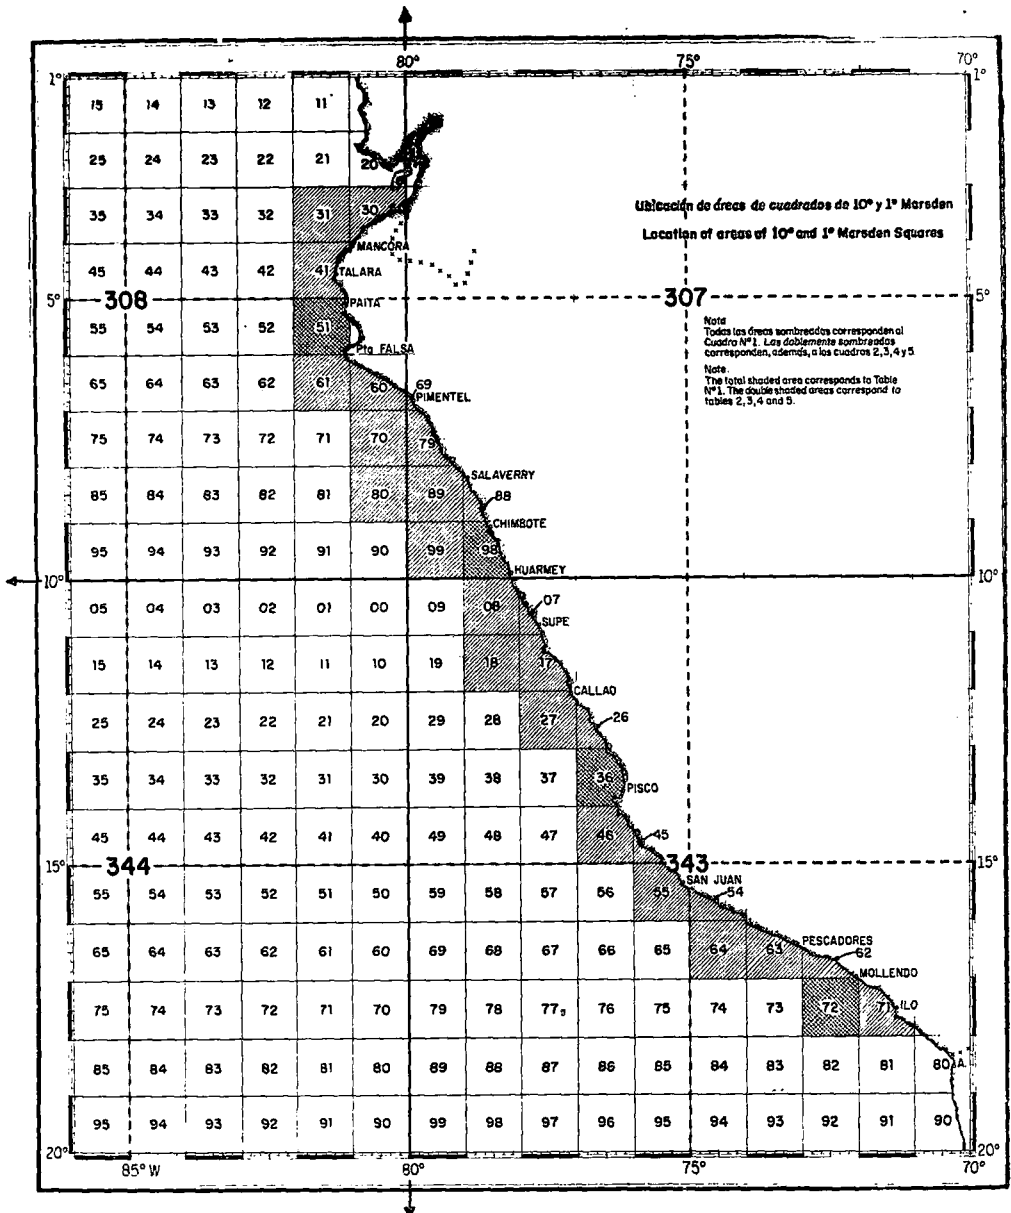 80° 75° 70°
1° 1°
15 14 13 12 11
25 24 23 22 21 20
Ubicación de áreas de cuadrados de 10° y 1° Marsden
35 34 33 32 31 30
Location of areas of 10° and 1° Marsden Squares
MANCORA
45 44 43 42 41 TALARA
5° 308 PAITA 307 5°
Nota
Todas las áreas sombreadas corresponden al
Cuadro N° 1. Las doblemente sombreadas
corresponden, además, a los cuadros 2,3,4 y 5
55 54 53 52 51
Pta FALSA
Note.
The total shaded area corresponds to Table
N° 1. The double shaded areas correspond to
tables 2,3,4 and 5.
65 64 63 62 61 60 69
PIMENTEL
75 74 73 72 71 70 79
SALAVERRY
85 84 83 82 81 80 89 88
CHIMBOTE
95 94 93 92 91 90 99 98
HUARMEY
10° 10°
05 04 03 02 01 00 09 08 07
SUPE
15 14 13 12 11 10 19 18 17
CALLAO
25 24 23 22 21 20 29 28 27 26
35 34 33 32 31 30 39 38 37 36
PISCO
45 44 43 42 41 40 49 48 47 46 45
15° 344 343 15°
SAN JUAN
55 54 53 52 51 50 59 58 57 56 55 54
PESCADORES
65 64 63 62 61 60 69 68 67 66 65 64 63 62
MOLLENDO
75 74 73 72 71 70 79 78 77 76 75 74 73 72 71 ILO
85 84 83 82 81 80 89 88 87 86 85 84 83 82 81 80 A.
95 94 93 92 91 90 99 98 97 96 95 94 93 92 91 90
20° 20°
85° W 80° 75° 70°